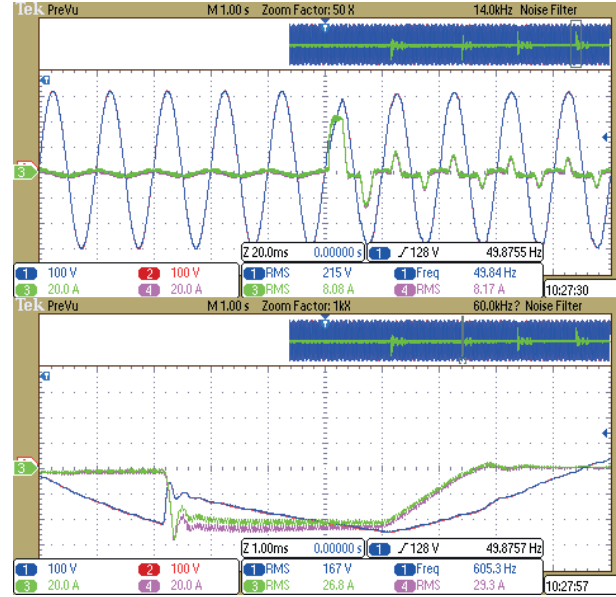 Tek PreVu M 1.00 s Zoom Factor: 50 X 14.0kHz Noise Filter
T
T
3
Z 20.0ms 0.00000 s 1 128 V 49.8755 Hz
1 100 V 2 100 V 1 RMS 215 V 1 Freq 49.84 Hz
3 20.0 A 4 20.0 A 3 RMS 8.08 A 4 RMS 8.17 A 10:27:30
Tek PreVu M 1.00 s Zoom Factor: 1kX 60.0kHz? Noise Filter
T
T
3
Z 1.00ms 0.00000 s 1 128 V 49.8757 Hz
1 100 V 2 100 V 1 RMS 167 V 1 Freq 605.3 Hz
3 20.0 A 4 20.0 A 3 RMS 26.8 A 4 RMS 29.3 A 10:27:57